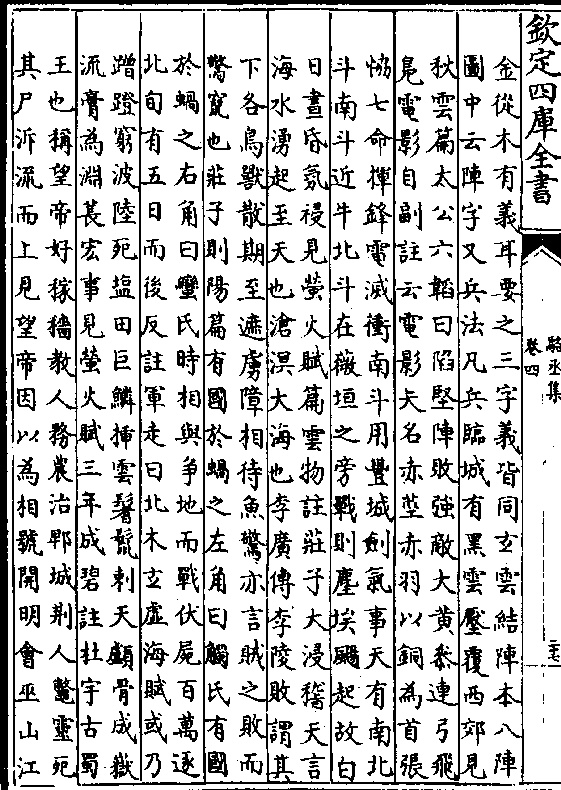 欽定四庫全書
駱丞集
卷四
二十七
金從木有義耳要之三字義皆同玄雲結陣本八陣
圖中云陣字又兵法凡兵臨城有黑雲壓覆西郊見
秋雲篇太公六韜曰陷堅陣敗強敵大黃叅連弓飛
鳬電影自副註云電影矢名赤莖赤羽以銅為首張
恊七命揮鋒電滅衝南斗用豐城劍氣事天有南北
斗南斗近牛北斗在薇垣之旁戰則塵埃颺起故白
日晝昏氛祲見螢火賦篇雲物註莊子大浸稽天言
海水湧起至天也滄溟大海也李廣傳李陵敗謂其
下各鳥獸散期至遮虜障相待魚驚亦言賊之敗而
驚竄也莊子則陽篇有國於蝸之左角曰觸氏有國
於蝸之右角曰蠻氏時相與爭地而戰伏屍百萬逐
北旬有五日而後反註軍走曰北木玄虛海賦或乃
蹭蹬窮波陸死塩田巨鱗揷雲鬐鬛刺天顱骨成嶽
流膏為淵萇宏事見螢火賦三年成碧註杜宇古蜀
王也稱望帝好稼穡教人務農治郫城荆人鼈靈死
其尸泝流而上見望帝因以為相號開明會巫山江